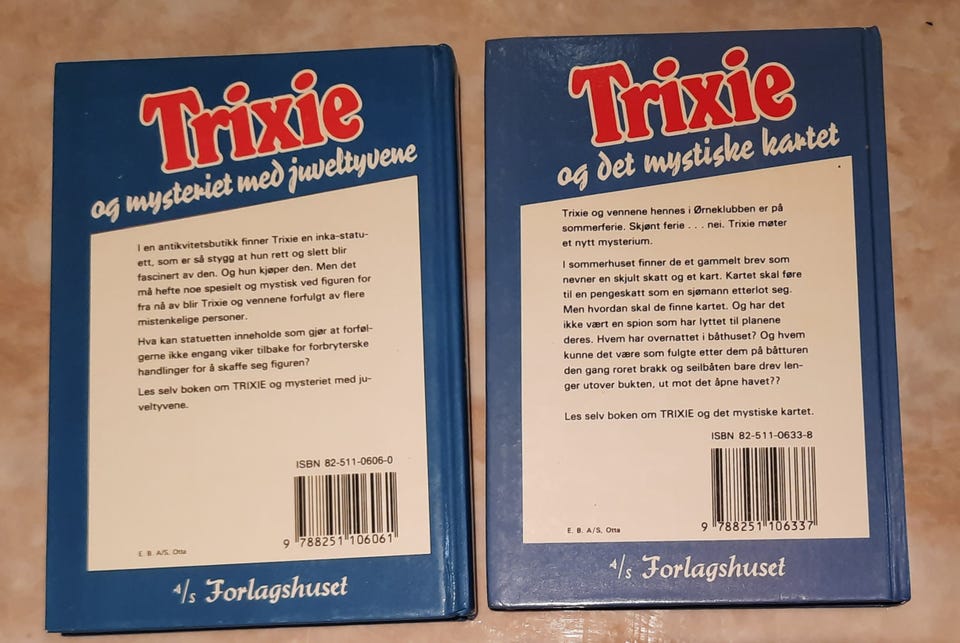 Trixie
og mysteriet med juveltyvene
I en antikvitetsbutikk finner Trixie en inka-statu-
ett, som er så stygg at hun rett og slett blir
fascinert av den. Og hun kjøper den. Men det
må hefte noe spesielt og mystisk ved figuren for
fra nå av blir Trixie og vennene forfulgt av flere
mistenkelige personer.
Hva kan statuetten inneholde som gjør at forføl-
gerne ikke engang viker tilbake for forbryterske
handlinger for å skaffe seg figuren?
Les selv boken om TRIXIE og mysteriet med ju-
veltyvene.
ISBN 82-511-0606-0
9 788251 106061
E. B. A/S, Otta
A/s Forlagshuset
Trixie
og det mystiske kartet
Trixie og vennene hennes i Ørneklubben er på
sommerferie. Skjønt ferie . . . nei. Trixie møter
et nytt mysterium.
I sommerhuset finner de et gammelt brev som
nevner en skjult skatt og et kart. Kartet skal føre
til en pengeskatt som en sjømann etterlot seg.
Men hvordan skal de finne kartet. Og har det
ikke vært en spion som har lyttet til planene
deres. Hvem har overnattet i båthuset? Og hvem
kunne det være som fulgte etter dem på båtturen
den gang roret brakk og seilbåten bare drev len-
ger utover bukten, ut mot det åpne havet??
Les selv boken om TRIXIE og det mystiske kartet.
ISBN 82-511-0633-8
9 788251 106337
E. B. A/S, Otta
A/s Forlagshuset